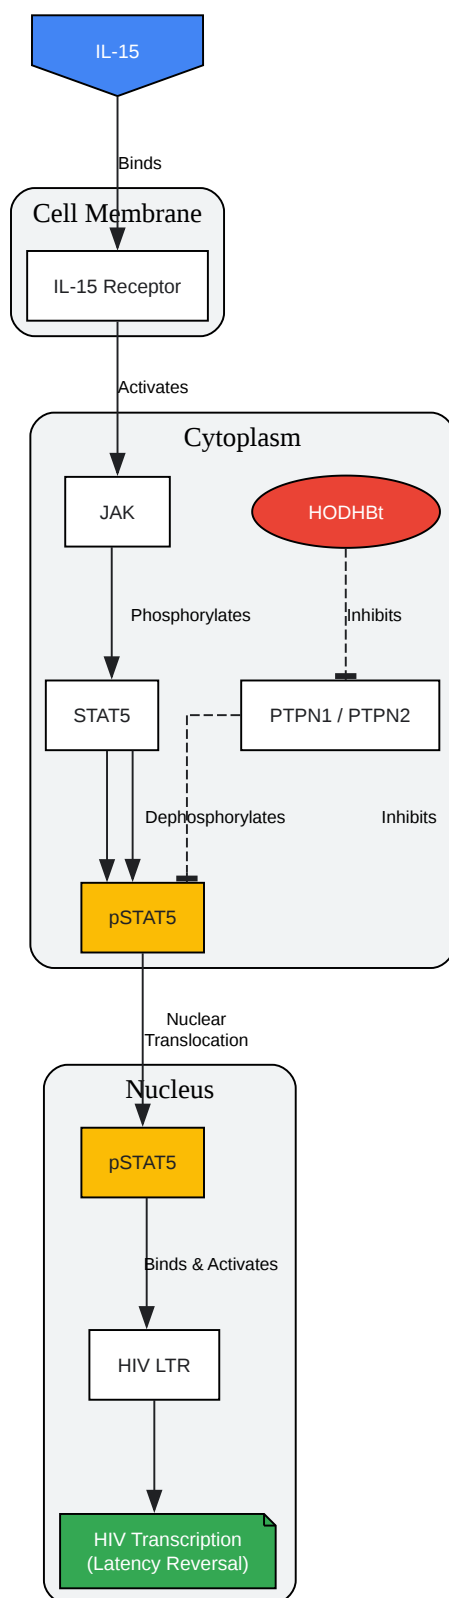 IL-15
Binds
Cell Membrane
IL-15 Receptor
Activates
Cytoplasm
JAK
HODHBt
Phosphorylates
Inhibits
STAT5
PTPN1 / PTPN2
Dephosphorylates
Inhibits
pSTAT5
Nuclear
Translocation
Nucleus
pSTAT5
Binds & Activates
HIV LTR
HIV Transcription
(Latency Reversal)